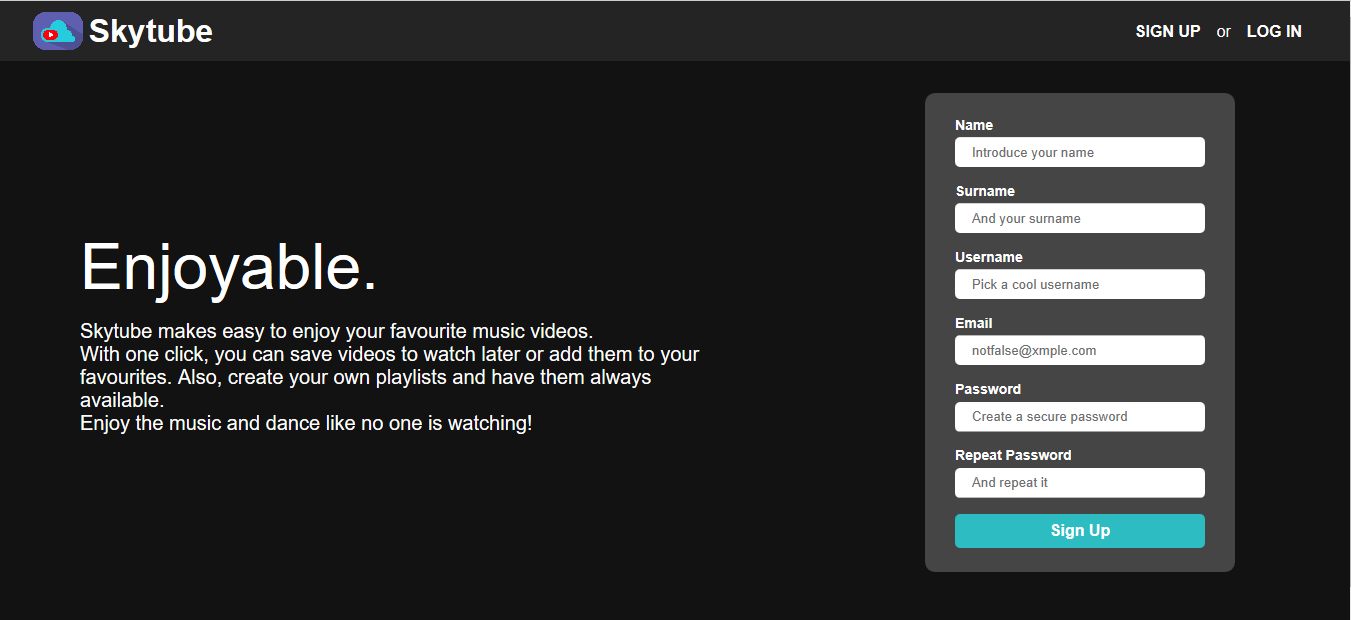 Skytube
SIGN UP or LOG IN
Enjoyable.
Skytube makes easy to enjoy your favourite music videos.
With one click, you can save videos to watch later or add them to your
favourites. Also, create your own playlists and have them always
available.
Enjoy the music and dance like no one is watching!
Name
Introduce your name
Surname
And your surname
Username
Pick a cool username
Email
notfalse@xmple.com
Password
Create a secure password
Repeat Password
And repeat it
Sign Up